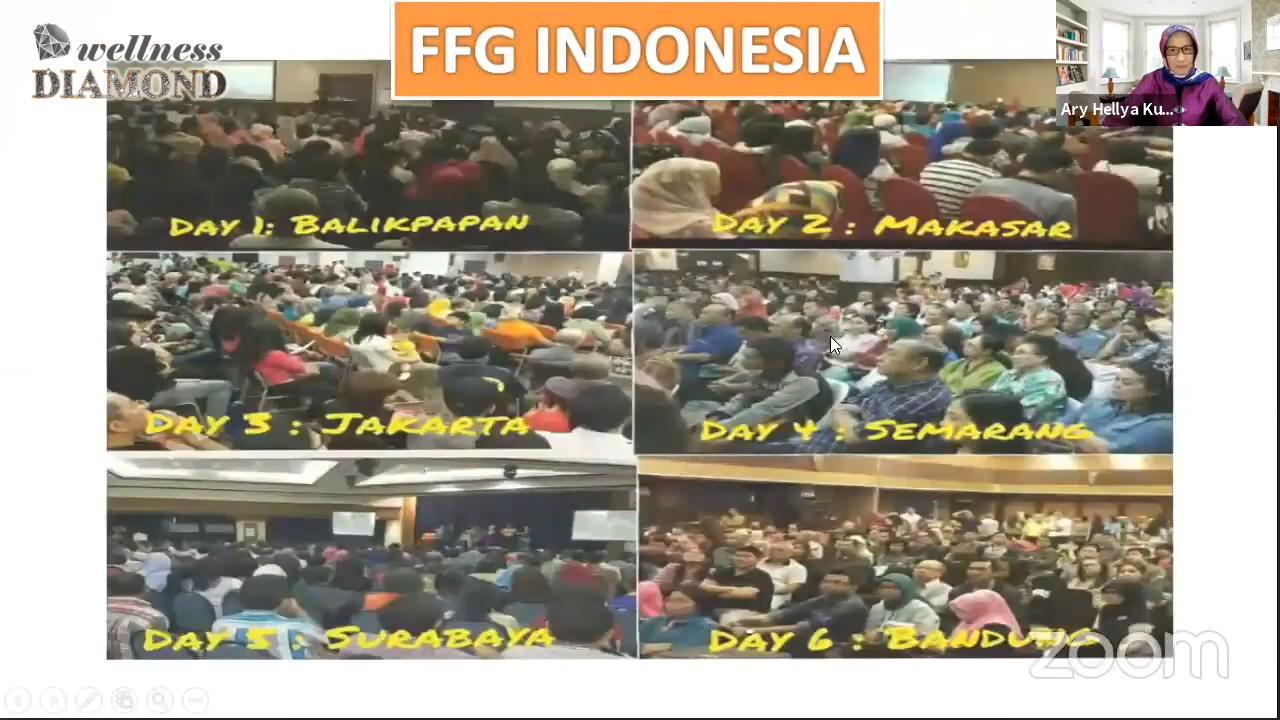 FFG INDONESIA
wellness
DIAMOND
Ary Hellya Ku...
DAY 1: BALIKPAPAN
DAY 2 : MAKASAR
DAY 3 : JAKARTA
DAY 4 : SEMARANG
DAY 5 : SURABAYA
DAY 6 : BANDUNG
zoom